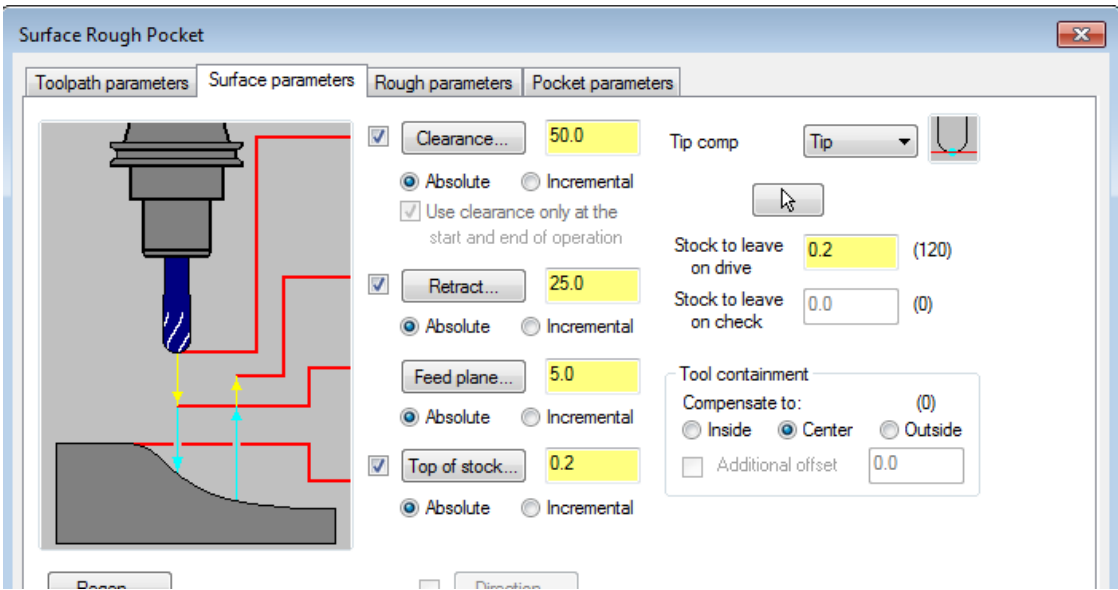 Surface Rough Pocket
Toolpath parameters Surface parameters Rough parameters Pocket parameters
Clearance... 50.0
Absolute Incremental
Use clearance only at the
start and end of operation
Retract... 25.0
Absolute Incremental
Feed plane... 5.0
Absolute Incremental
Top of stock... 0.2
Absolute Incremental
Tip comp Tip
Stock to leave
on drive 0.2 (120)
Stock to leave
on check 0.0 (0)
Tool containment
Compensate to: (0)
Inside Center Outside
Additional offset 0.0
Regen...
Direction...